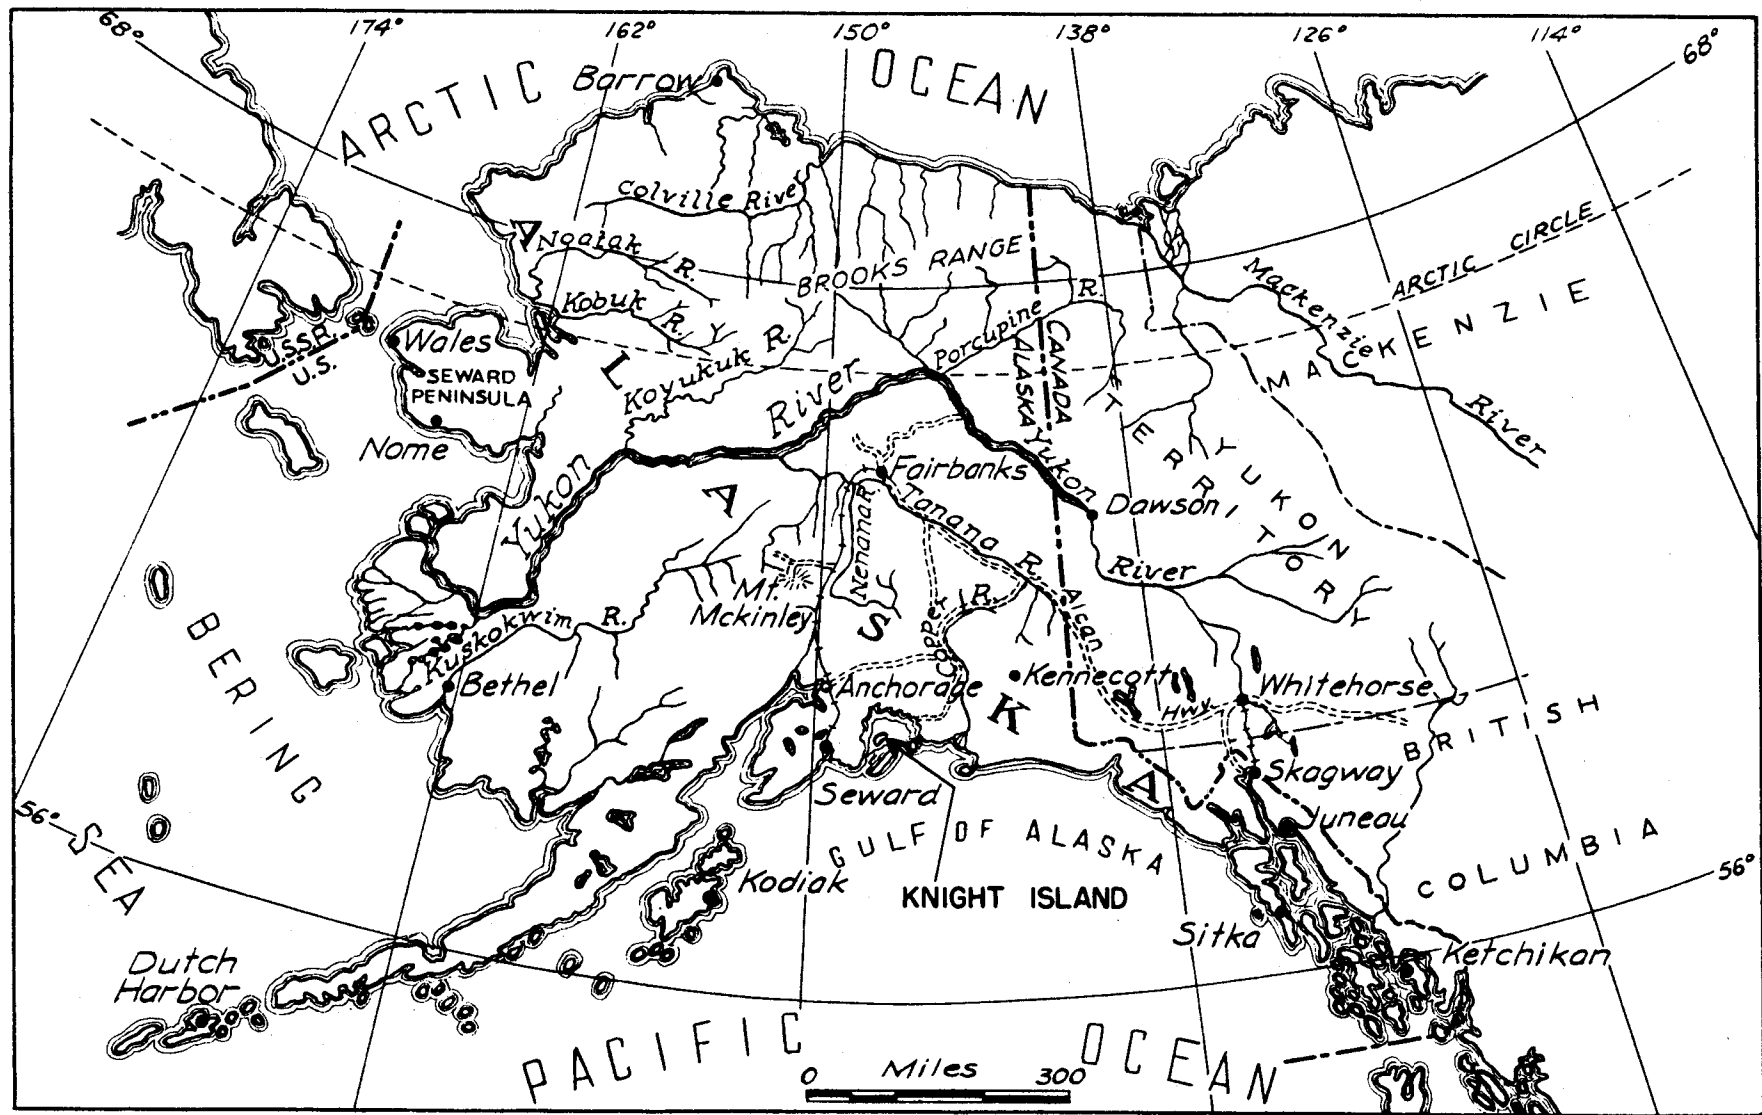 68° 174° 162° 150° 138° 126° 114° 68°
ARCTIC OCEAN
Barrow
Colville River
Noatak R.
BROOKS RANGE
ARCTIC CIRCLE
Mackenzie River
MACKENZIE
Kobuk R.
Porcupine R.
CANADA
ALASKA
U.S.S.R.
U.S.
Wales
SEWARD
PENINSULA
Nome
Koyukuk R.
Yukon River
Yukon
YUKON
TERRITORY
Fairbanks
Dawson
River
Tanana R.
Nenana R.
Copper R.
Mt.
Mckinley
Kuskokwim R.
Bethel
ALASKA
Anchorage
Kennecott
Alcan Hwy.
Whitehorse
BRITISH
COLUMBIA
BERING
SEA
Seward
Skagway
Juneau
GULF OF ALASKA
Kodiak
KNIGHT ISLAND
Sitka
Ketchikan
56° 56°
Dutch
Harbor
PACIFIC OCEAN
0 Miles 300